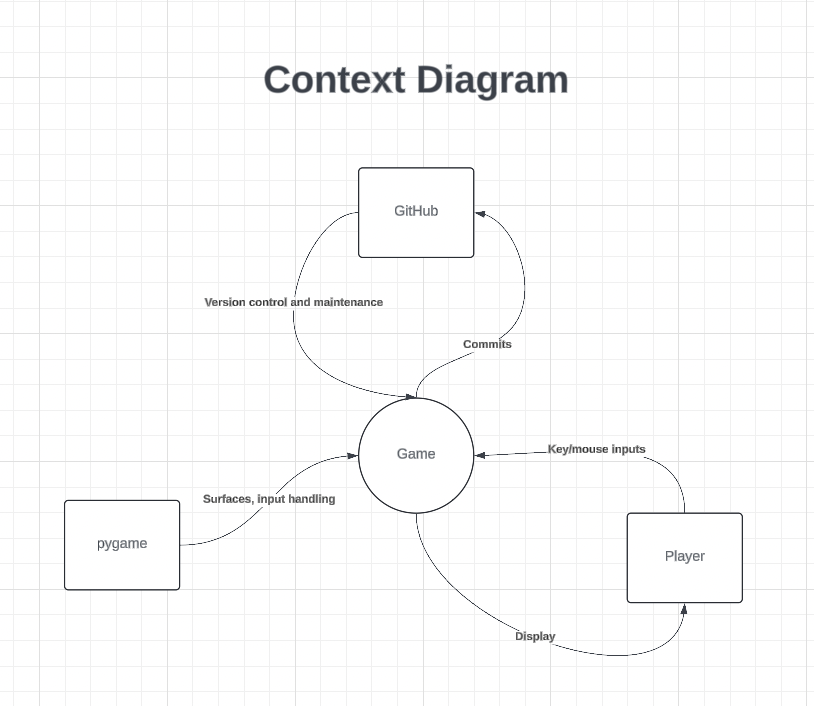 Context Diagram
GitHub
Version control and maintenance
Commits
Game
Key/mouse inputs
Surfaces, input handling
pygame
Player
Display